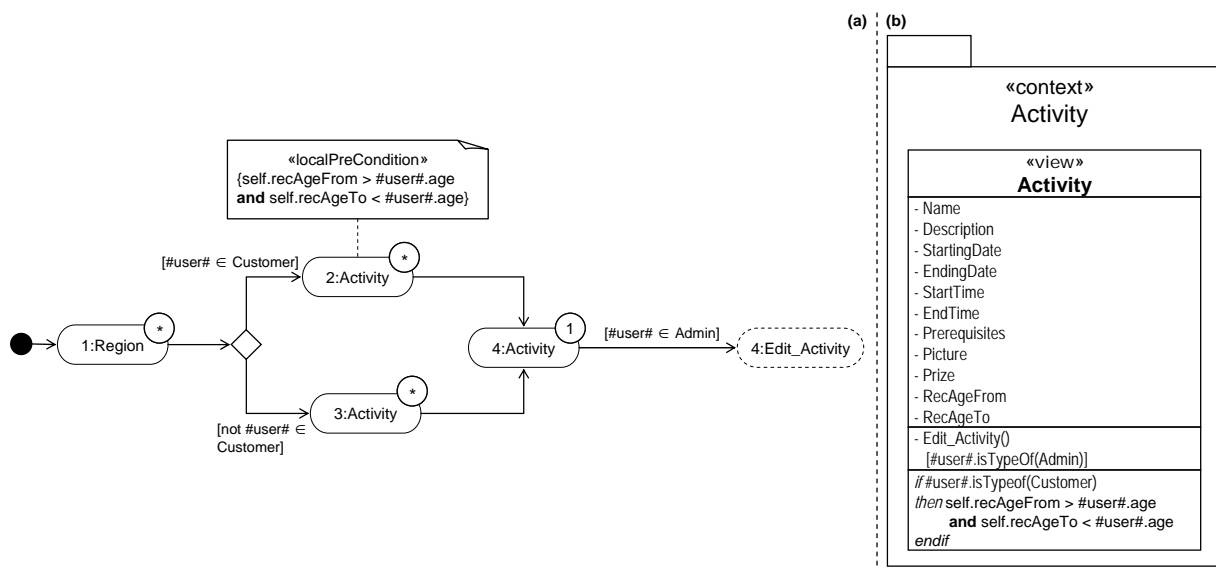 (a)
«localPreCondition»
{self.recAgeFrom > #user#.age
and self.recAgeTo < #user#.age}
[#user# ∈ Customer]
*
2:Activity
*
1:Region
1
4:Activity
[#user# ∈ Admin]
4:Edit_Activity
*
3:Activity
[not #user# ∈
Customer]
(b)
«context»
Activity
«view»
Activity
- Name
- Description
- StartingDate
- EndingDate
- StartTime
- EndTime
- Prerequisites
- Picture
- Prize
- RecAgeFrom
- RecAgeTo
- Edit_Activity()
[#user#.isTypeOf(Admin)]
if #user#.isTypeof(Customer)
then self.recAgeFrom > #user#.age
and self.recAgeTo < #user#.age
endif